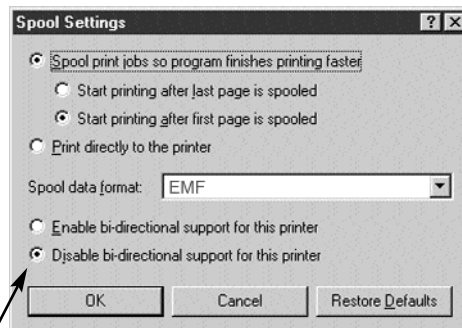 Spool Settings
Spool print jobs so program finishes printing faster
Start printing after last page is spooled
Start printing after first page is spooled
Print directly to the printer
Spool data format: EMF
Enable bi-directional support for this printer
Disable bi-directional support for this printer
OK Cancel Restore Defaults